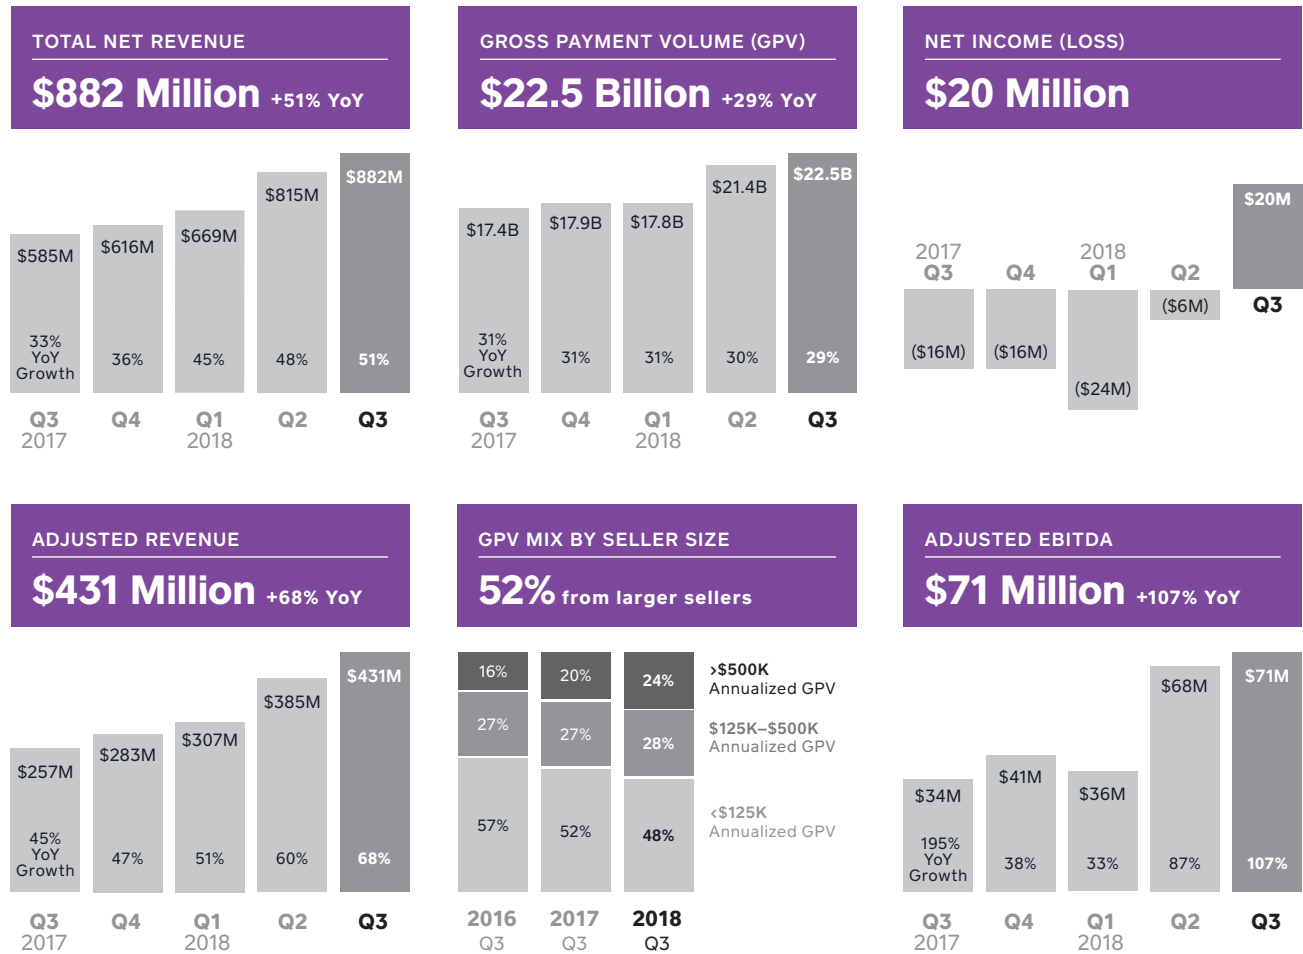 TOTAL NET REVENUE
$882 Million +51% YoY
$585M
$616M
$669M
$815M
$882M
33%
YoY
Growth
36%
45%
48%
51%
Q3
2017
Q4
Q1
2018
Q2
Q3
GROSS PAYMENT VOLUME (GPV)
$22.5 Billion +29% YoY
$17.4B
$17.9B
$17.8B
$21.4B
$22.5B
31%
YoY
Growth
31%
31%
30%
29%
Q3
2017
Q4
Q1
2018
Q2
Q3
NET INCOME (LOSS)
$20 Million
2017
Q3
Q4
2018
Q1
Q2
Q3
($16M)
($16M)
($24M)
($6M)
$20M
ADJUSTED REVENUE
$431 Million +68% YoY
$257M
$283M
$307M
$385M
$431M
45%
YoY
Growth
47%
51%
60%
68%
Q3
2017
Q4
Q1
2018
Q2
Q3
GPV MIX BY SELLER SIZE
52% from larger sellers
16%
20%
24%
>$500K
Annualized GPV
27%
27%
28%
$125K–$500K
Annualized GPV
57%
52%
48%
<$125K
Annualized GPV
2016
Q3
2017
Q3
2018
Q3
ADJUSTED EBITDA
$71 Million +107% YoY
$34M
$41M
$36M
$68M
$71M
195%
YoY
Growth
38%
33%
87%
107%
Q3
2017
Q4
Q1
2018
Q2
Q3